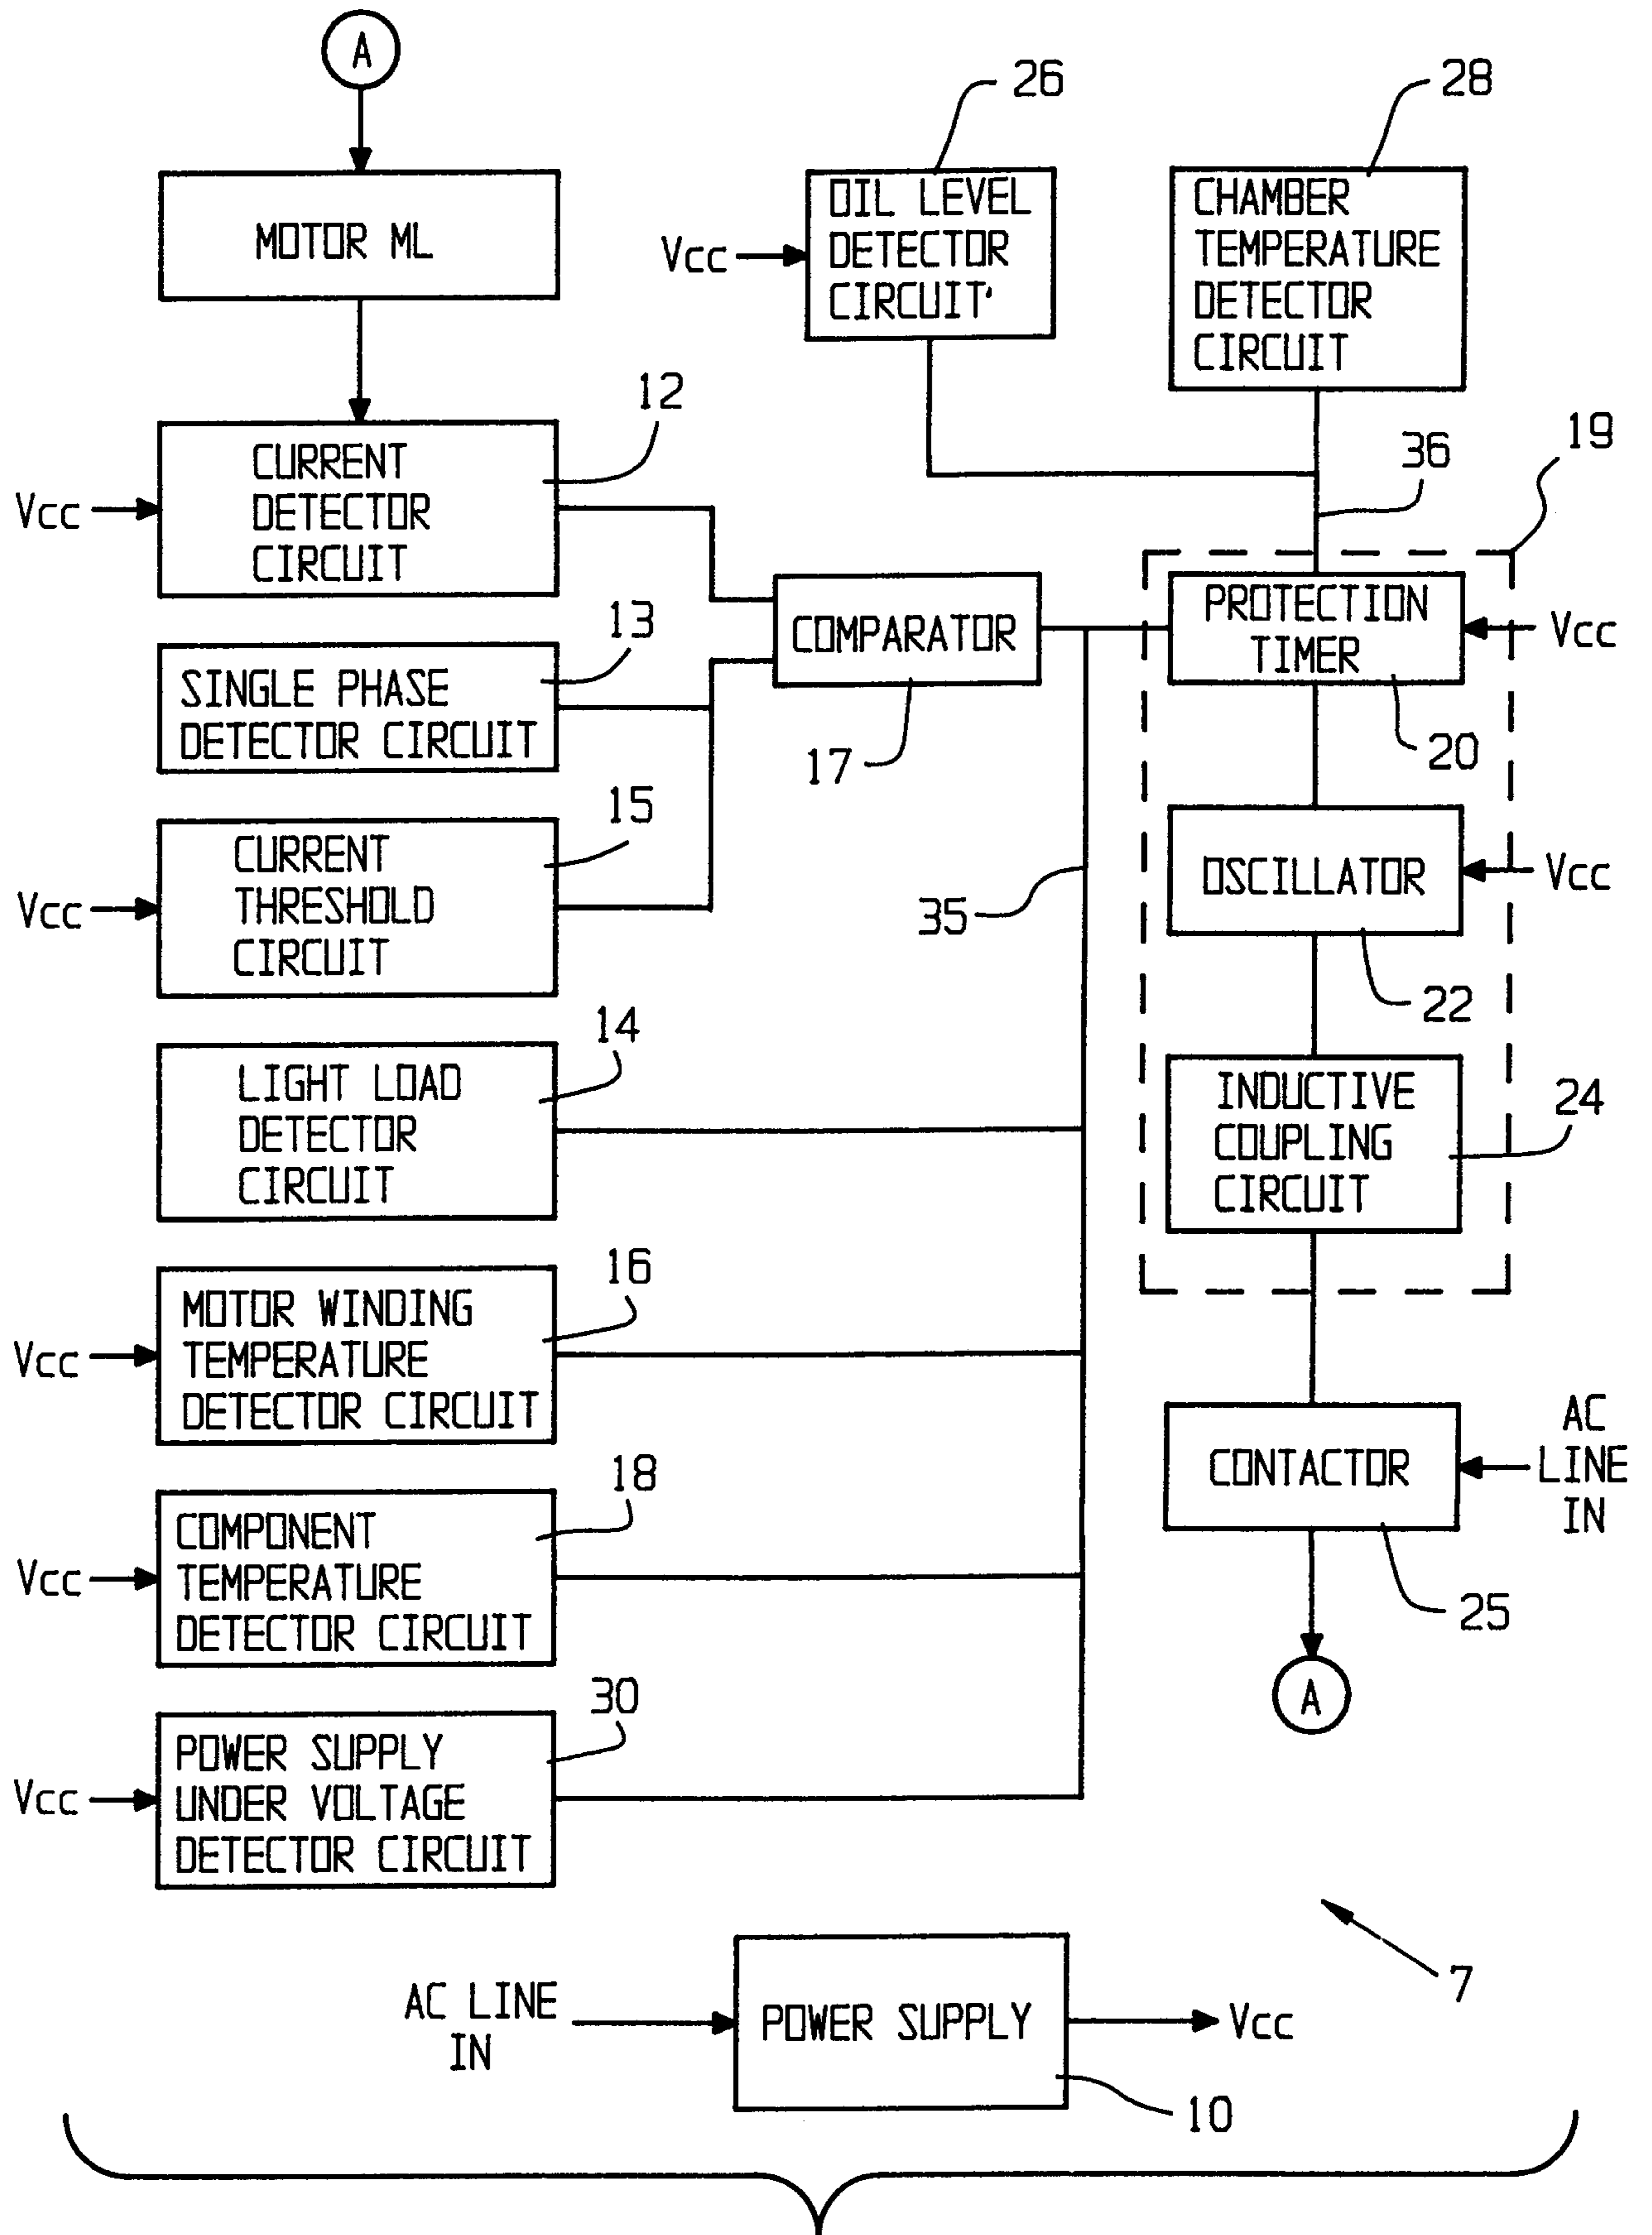 A
MOTOR ML
26
OIL LEVEL
DETECTOR
CIRCUIT
Vcc
28
CHAMBER
TEMPERATURE
DETECTOR
CIRCUIT
12
CURRENT
DETECTOR
CIRCUIT
Vcc
36
19
13
SINGLE PHASE
DETECTOR CIRCUIT
COMPARATOR
17
PROTECTION
TIMER
Vcc
20
15
CURRENT
THRESHOLD
CIRCUIT
Vcc
35
OSCILLATOR
Vcc
22
14
LIGHT LOAD
DETECTOR
CIRCUIT
INDUCTIVE
COUPLING
CIRCUIT
24
16
MOTOR WINDING
TEMPERATURE
DETECTOR CIRCUIT
Vcc
CONTACTOR
AC
LINE
IN
25
18
COMPONENT
TEMPERATURE
DETECTOR CIRCUIT
Vcc
A
30
POWER SUPPLY
UNDER VOLTAGE
DETECTOR CIRCUIT
Vcc
7
AC LINE
IN
POWER SUPPLY
Vcc
10